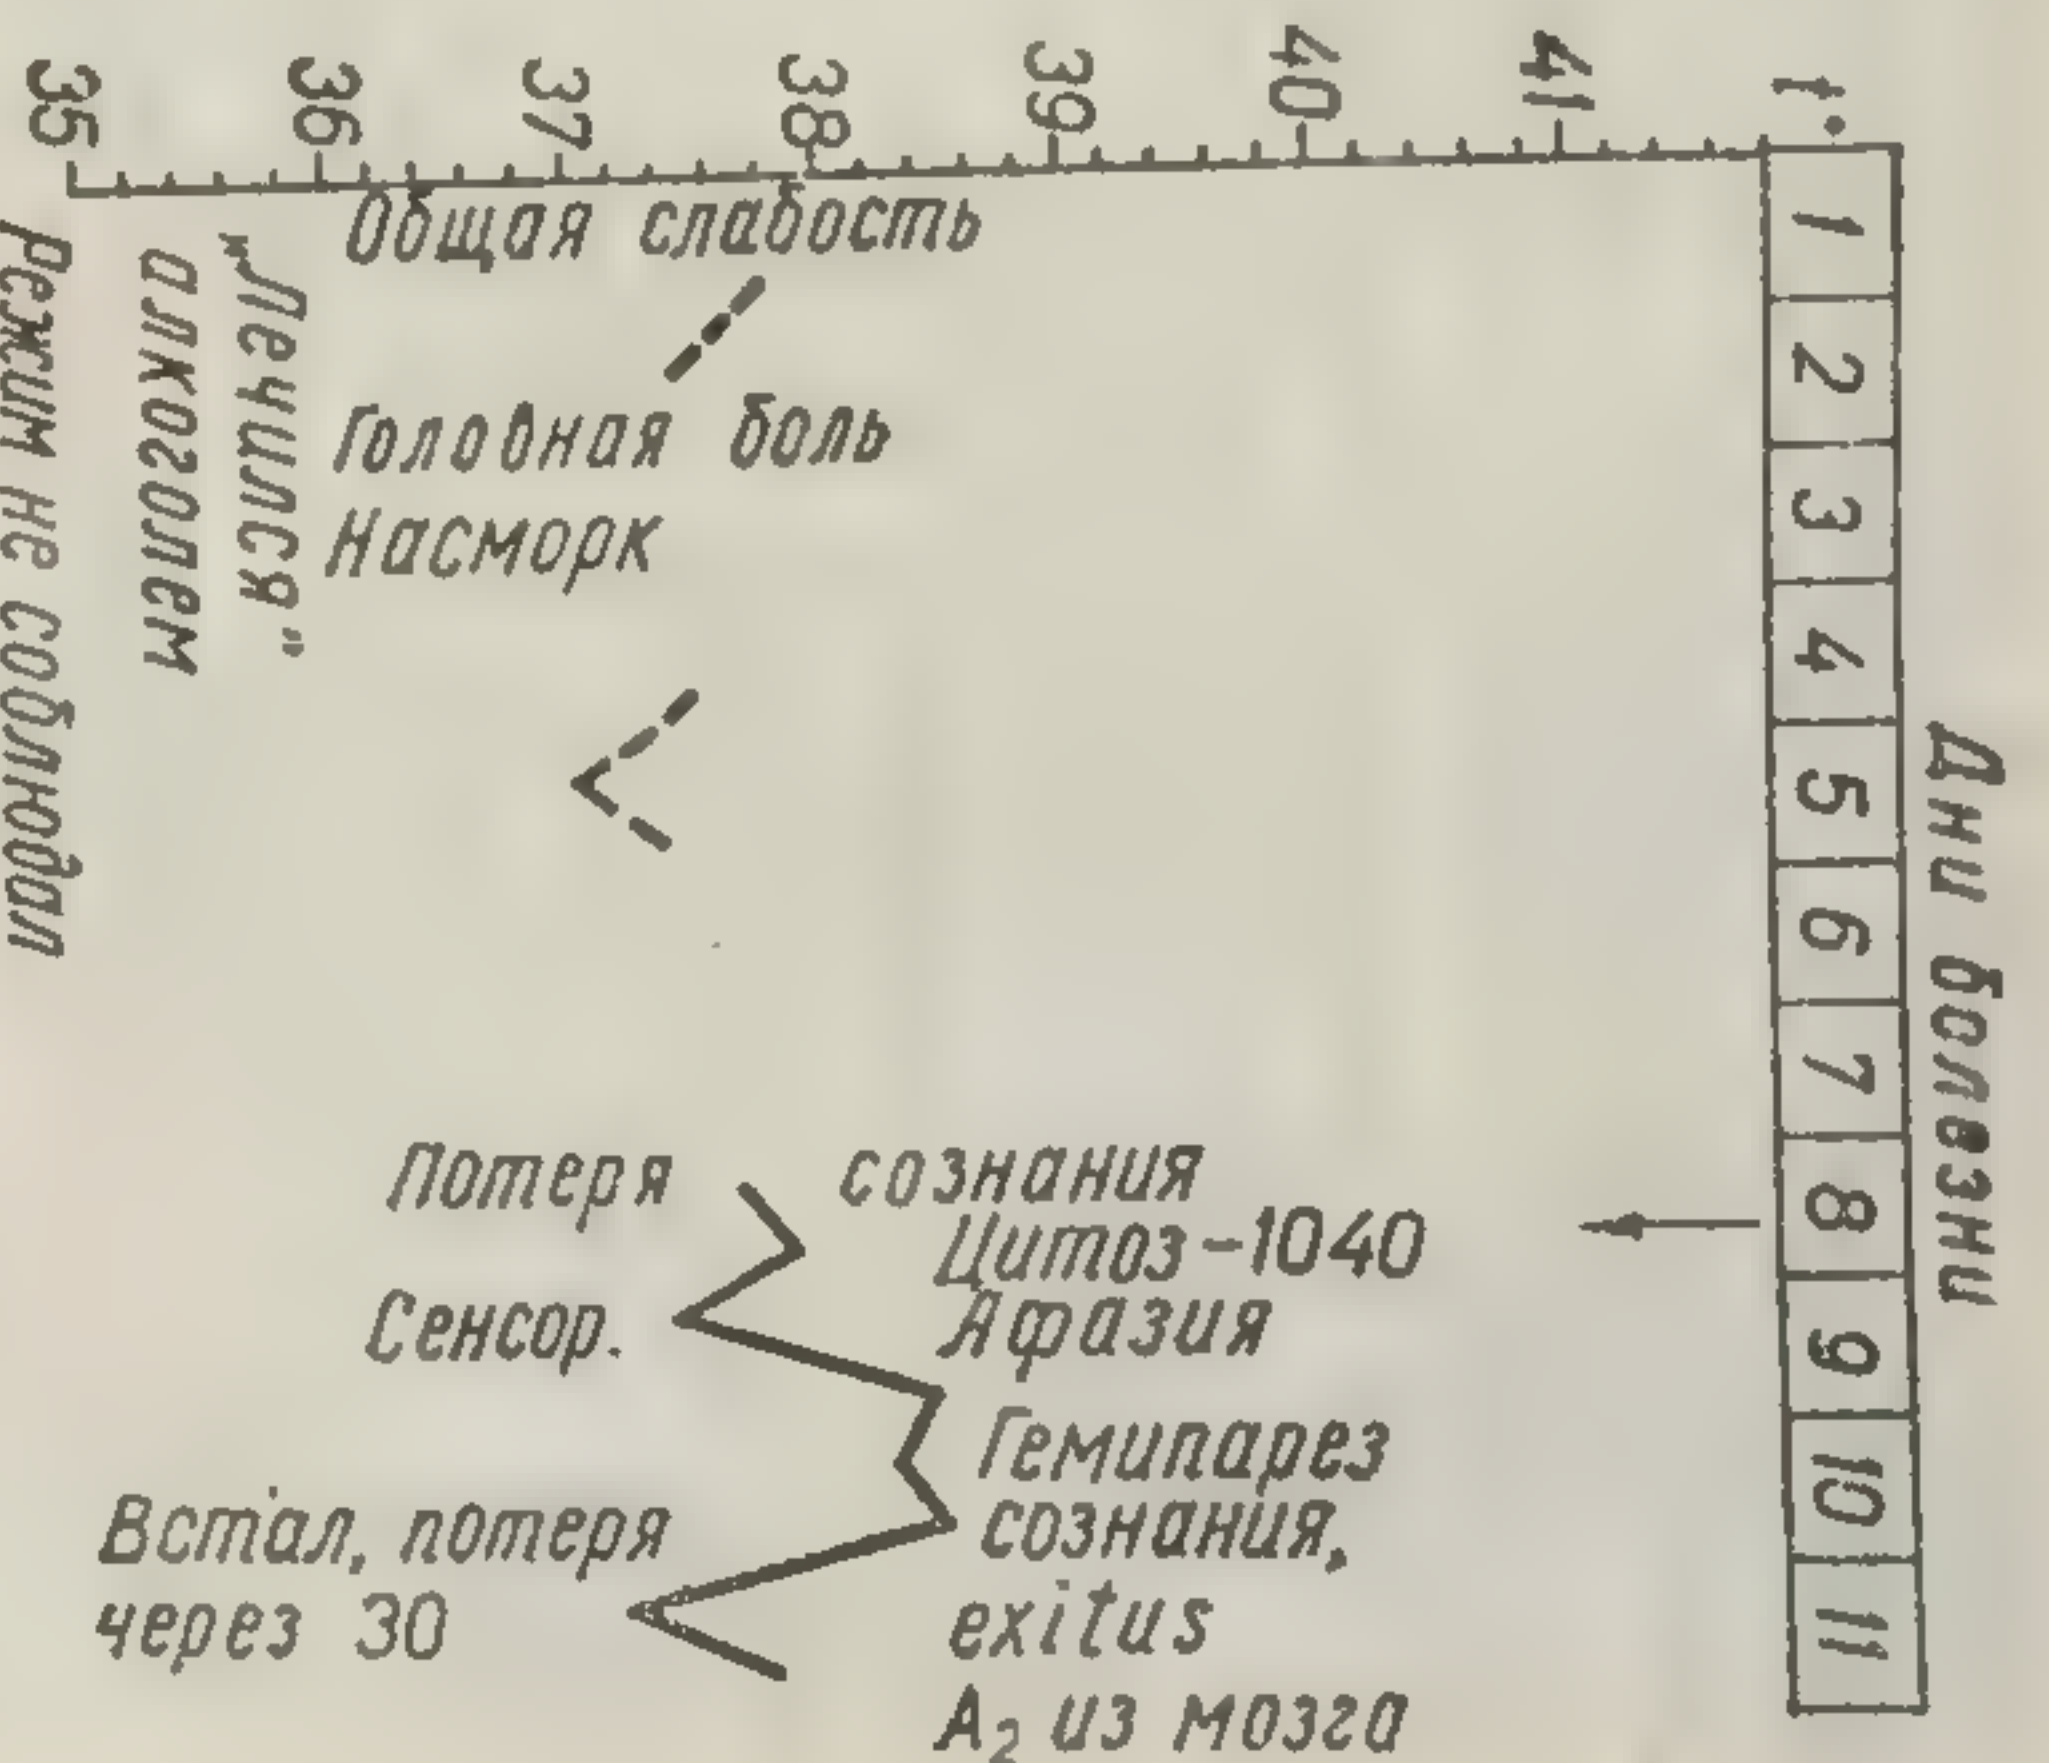 Дни болезни
t°
1 2 3 4 5 6 7 8 9 10 11
41
40
39
38
37
36
35
Общая слабость
Головная боль
Насморк
„Лечился“
алкоголем
Режим не соблюдал
Потеря сознания
Цитоз-1040
Сенсор. Афазия
Гемипарез
Встал, потеря сознания,
через 30 exitus
A₂ из мозга